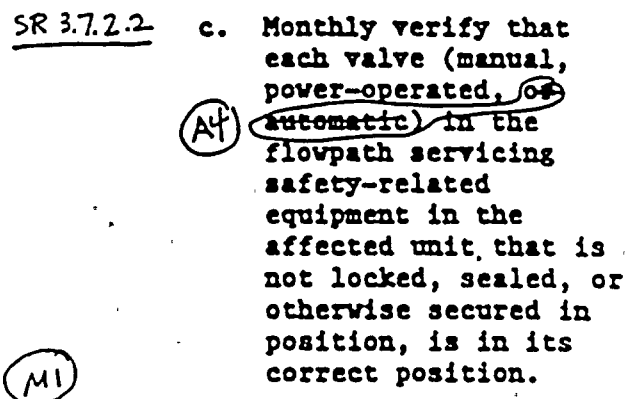 SR 3.7.2.2 c. Monthly verify that
each valve (manual,
power-operated, or
A4 automatic) in the
flowpath servicing
safety-related
equipment in the
affected unit that is
not locked, sealed, or
otherwise secured in
position, is in its
M1 correct position.